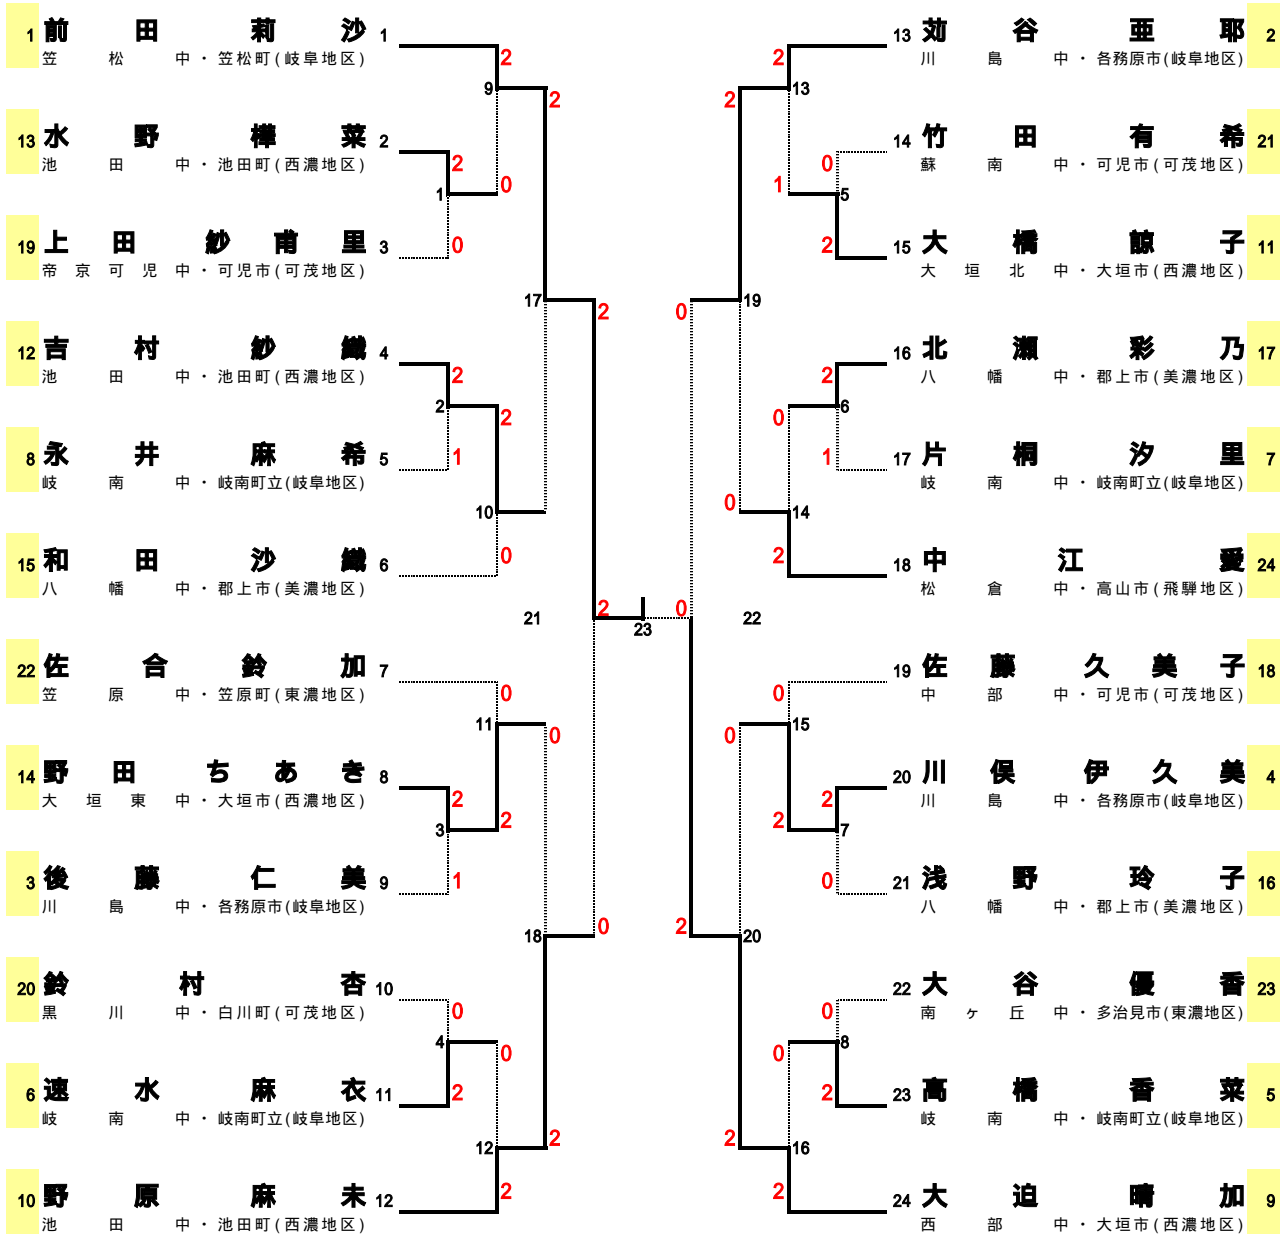 1 前田莉沙 1
笠松中・笠松町(岐阜地区)
13 水野樺菜 2
池田中・池田町(西濃地区)
19 上田紗甫里 3
帝京可児中・可児市(可茂地区)
12 吉村紗織 4
池田中・池田町(西濃地区)
8 永井麻希 5
岐南中・岐南町立(岐阜地区)
15 和田沙織 6
八幡中・郡上市(美濃地区)
22 佐合鈴加 7
笠原中・笠原町(東濃地区)
14 野田ちあき 8
大垣東中・大垣市(西濃地区)
3 後藤仁美 9
川島中・各務原市(岐阜地区)
20 鈴村杏 10
黒川中・白川町(可茂地区)
6 速水麻衣 11
岐南中・岐南町立(岐阜地区)
10 野原麻未 12
池田中・池田町(西濃地区)
2
9
2
2
1
0
0
17
2
2
2
2
1
10
0
21
2
0
11
0
2
3
2
1
18
0
0
4
0
2
12
2
2
23
13 苅谷亜耶 2
川島中・各務原市(岐阜地区)
14 竹田有希 21
蘇南中・可児市(可茂地区)
15 大橋諒子 11
大垣北中・大垣市(西濃地区)
16 北瀬彩乃 17
八幡中・郡上市(美濃地区)
17 片桐汐里 7
岐南中・岐南町立(岐阜地区)
18 中江愛 24
松倉中・高山市(飛騨地区)
19 佐藤久美子 18
中部中・可児市(可茂地区)
20 川俣伊久美 4
川島中・各務原市(岐阜地区)
21 浅野玲子 16
八幡中・郡上市(美濃地区)
22 大谷優香 23
南ヶ丘中・多治見市(東濃地区)
23 高橋香菜 5
岐南中・岐南町立(岐阜地区)
24 大迫晴加 9
西部中・大垣市(西濃地区)
2
13
2
0
1
5
2
0
19
2
0
6
1
0
14
2
0
22
0
15
0
2
2
7
0
2
20
0
0
8
2
2
16
2